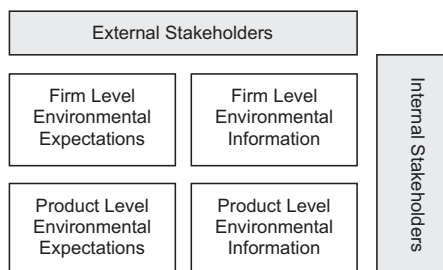 External Stakeholders
Firm Level
Environmental
Expectations
Firm Level
Environmental
Information
Product Level
Environmental
Expectations
Product Level
Environmental
Information
Internal Stakeholders